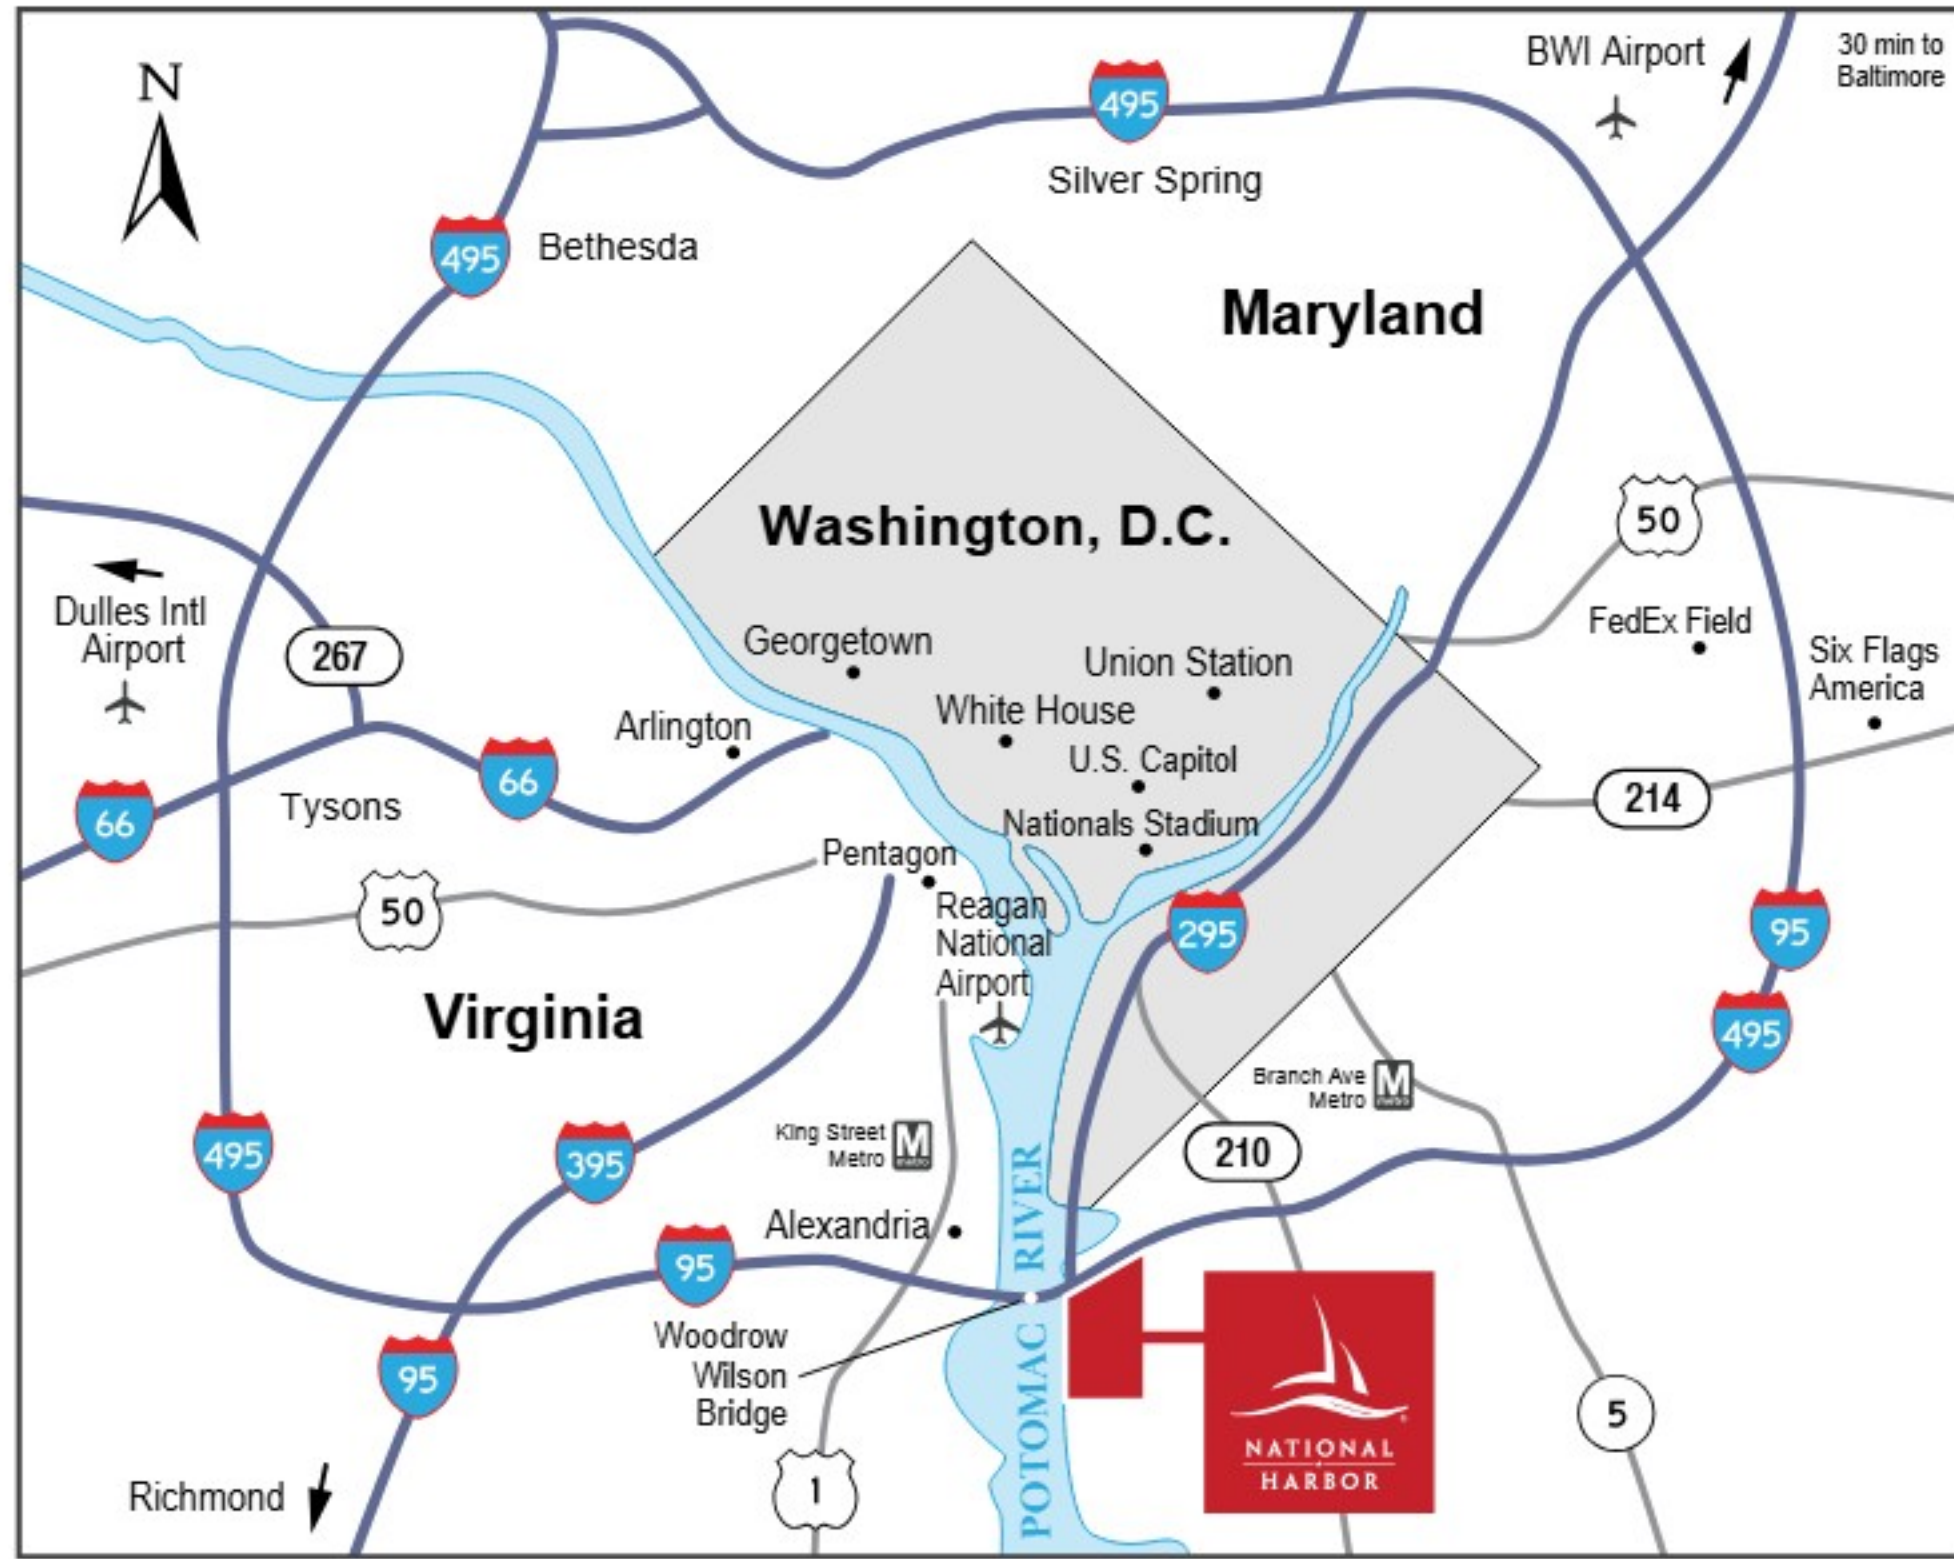 N
BWI Airport
30 min to
Baltimore
495
Silver Spring
495
Bethesda
Maryland
Washington, D.C.
50
Dulles Intl
Airport
267
Georgetown
Union Station
FedEx Field
Six Flags
America
Arlington
White House
U.S. Capitol
66
66
Tysons
Nationals Stadium
214
Pentagon
50
Reagan
National
Airport
295
95
Virginia
495
Branch Ave
Metro
M
metro
King Street
Metro
M
metro
495
395
210
Alexandria
95
Woodrow
Wilson
Bridge
95
POTOMAC RIVER
NATIONAL
HARBOR
5
1
Richmond